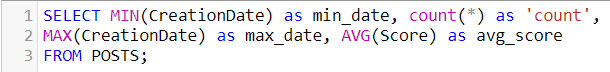 1 SELECT MIN(CreationDate) as min_date, count(*) as 'count',
2 MAX(CreationDate) as max_date, AVG(Score) as avg_score
3 FROM POSTS;